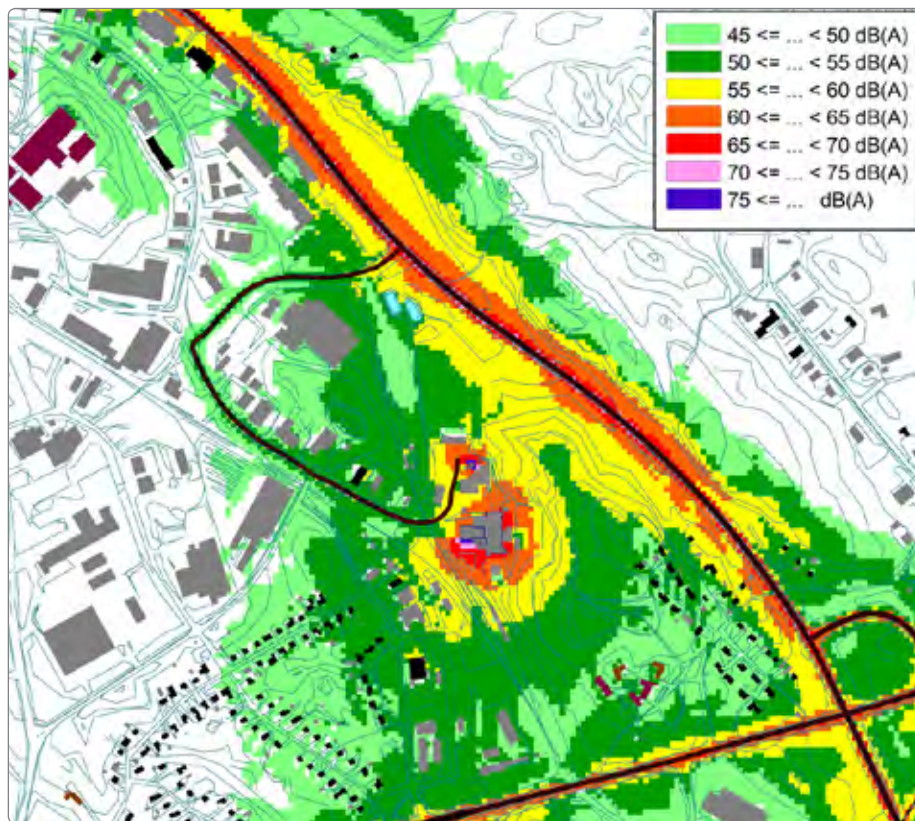 45 <= ... < 50 dB(A)
50 <= ... < 55 dB(A)
55 <= ... < 60 dB(A)
60 <= ... < 65 dB(A)
65 <= ... < 70 dB(A)
70 <= ... < 75 dB(A)
75 <= ... dB(A)